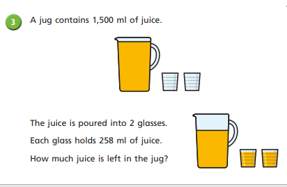 3 A jug contains 1,500 ml of juice.
The juice is poured into 2 glasses.
Each glass holds 258 ml of juice.
How much juice is left in the jug?